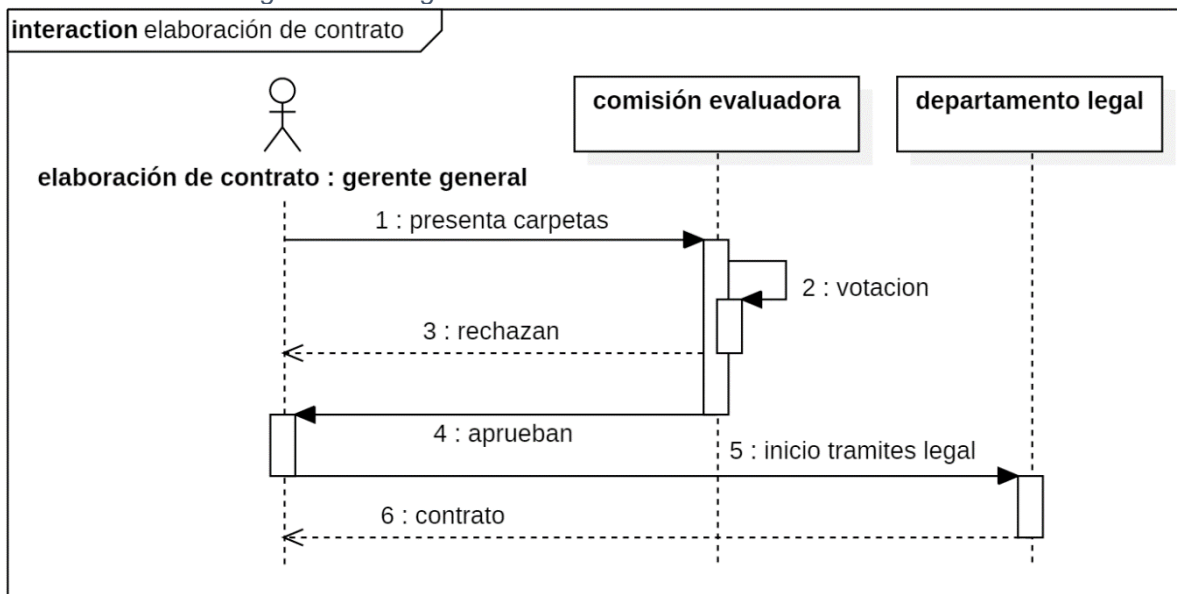 interaction elaboración de contrato
comisión evaluadora
departamento legal
elaboración de contrato : gerente general
1 : presenta carpetas
2 : votacion
3 : rechazan
4 : aprueban
5 : inicio tramites legal
6 : contrato